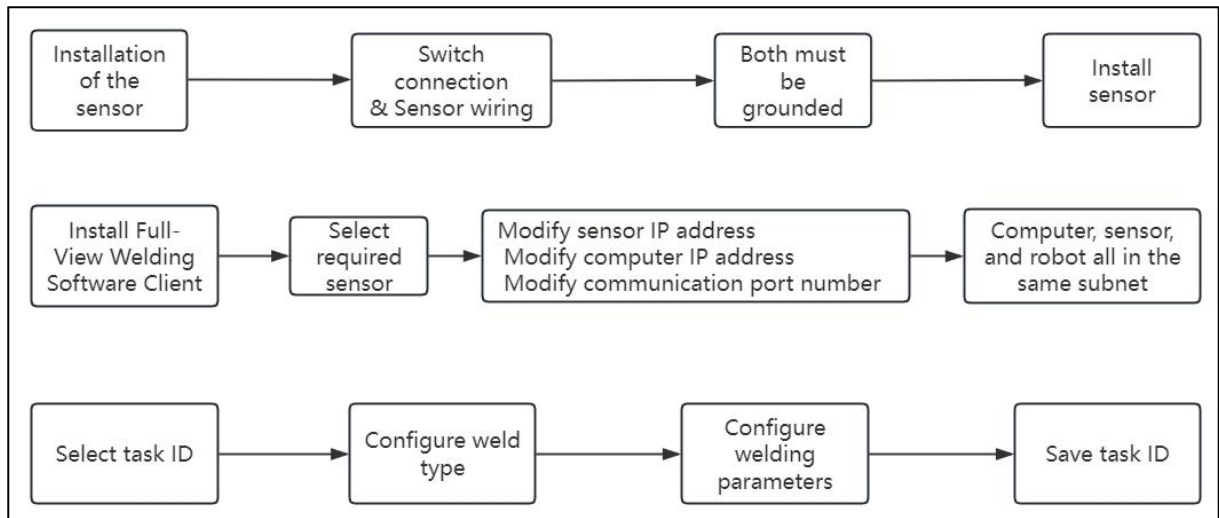 Installation
of the
sensor
Switch
connection
& Sensor wiring
Both must
be
grounded
Install
sensor
Install Full-
View Welding
Software Client
Select
required
sensor
Modify sensor IP address
Modify computer IP address
Modify communication port number
Computer, sensor,
and robot all in the
same subnet
Select task ID
Configure weld
type
Configure
welding
parameters
Save task ID